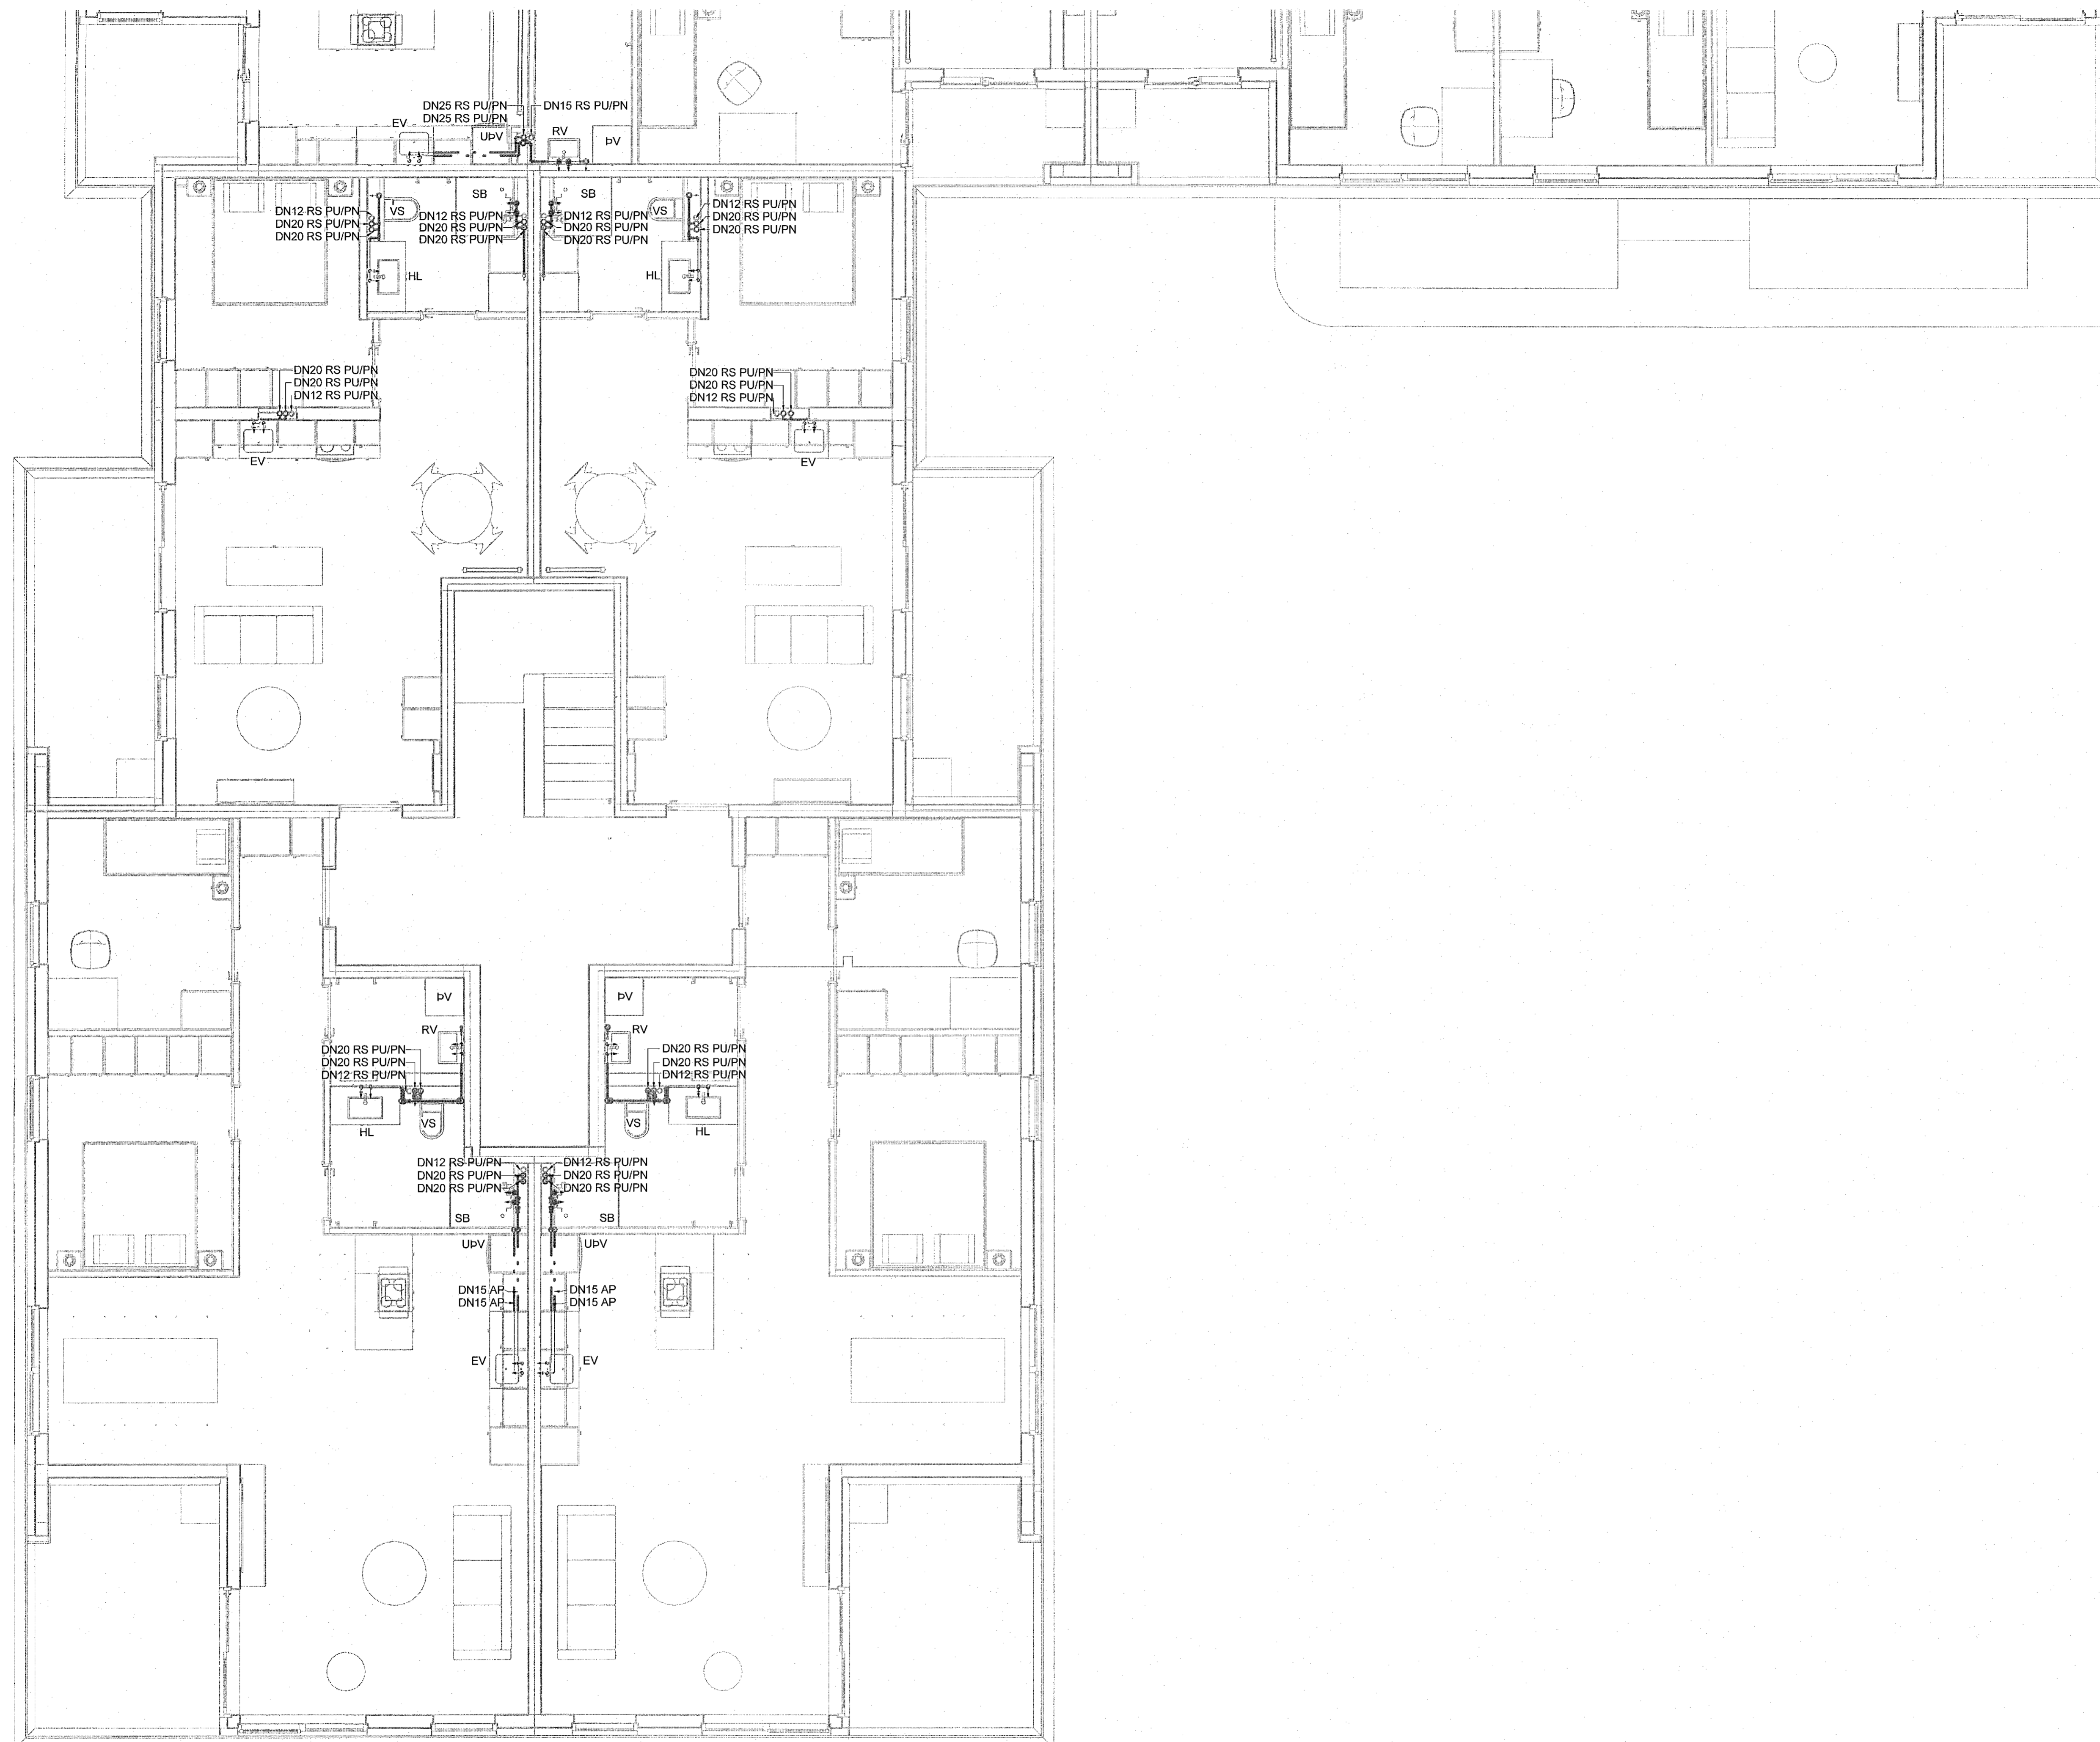 DN25 RS PU/PN DN15 RS PU/PN
DN25 RS PU/PN
EV UÞV RV ÞV
SB SB
DN12 RS PU/PN VS DN12 RS PU/PN DN12 RS PU/PN VS DN12 RS PU/PN
DN20 RS PU/PN DN20 RS PU/PN DN20 RS PU/PN DN20 RS PU/PN
DN20 RS PU/PN DN20 RS PU/PN DN20 RS PU/PN DN20 RS PU/PN
HL HL
DN20 RS PU/PN DN20 RS PU/PN
DN20 RS PU/PN DN20 RS PU/PN
DN12 RS PU/PN DN12 RS PU/PN
EV EV
ÞV ÞV
RV RV
DN20 RS PU/PN DN20 RS PU/PN
DN20 RS PU/PN DN20 RS PU/PN
DN12 RS PU/PN DN12 RS PU/PN
VS VS
HL HL
DN12 RS PU/PN DN12 RS PU/PN
DN20 RS PU/PN DN20 RS PU/PN
DN20 RS PU/PN DN20 RS PU/PN
SB SB
UÞV UÞV
DN15 AP DN15 AP
DN15 AP DN15 AP
EV EV